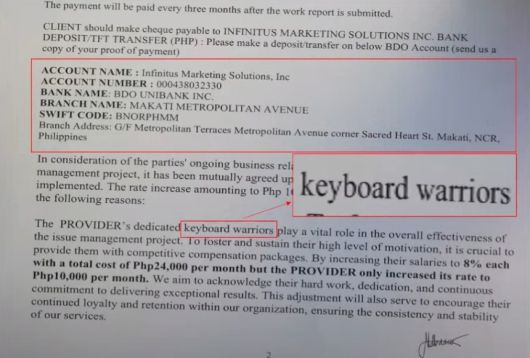 The payment will be paid every three months after the work report is submitted.
CLIENT should make cheque payable to INFINITUS MARKETING SOLUTIONS INC. BANK
DEPOSIT/TFT TRANSFER (PHP) : Please make a deposit/transfer on below BDO Account (send us a
copy of your proof of payment)
ACCOUNT NAME : Infinitus Marketing Solutions, Inc
ACCOUNT NUMBER : 000438032330
BANK NAME: BDO UNIBANK INC.
BRANCH NAME: MAKATI METROPOLITAN AVENUE
SWIFT CODE: BNORPHMM
Branch Address: G/F Metropolitan Terraces Metropolitan Avenue corner Sacred Heart St. Makati, NCR,
Philippines
In consideration of the parties' ongoing business
management project, it has been mutually agreed
implemented. The rate increase amounting to Php
the following reasons:
keyboard warriors
The PROVIDER's dedicated keyboard warriors play a vital role in the overall effectiveness of
the issue management project. To foster and sustain their high level of motivation, it is crucial to
provide them with competitive compensation packages. By increasing their salaries to 8% each
with a total cost of Php24,000 per month but the PROVIDER only increased its rate to
Php10,000 per month. We aim to acknowledge their hard work, dedication, and continuous
commitment to delivering exceptional results. This adjustment will also serve to encourage their
continued loyalty and retention within our organization, ensuring the consistency and stability
of our services.
2